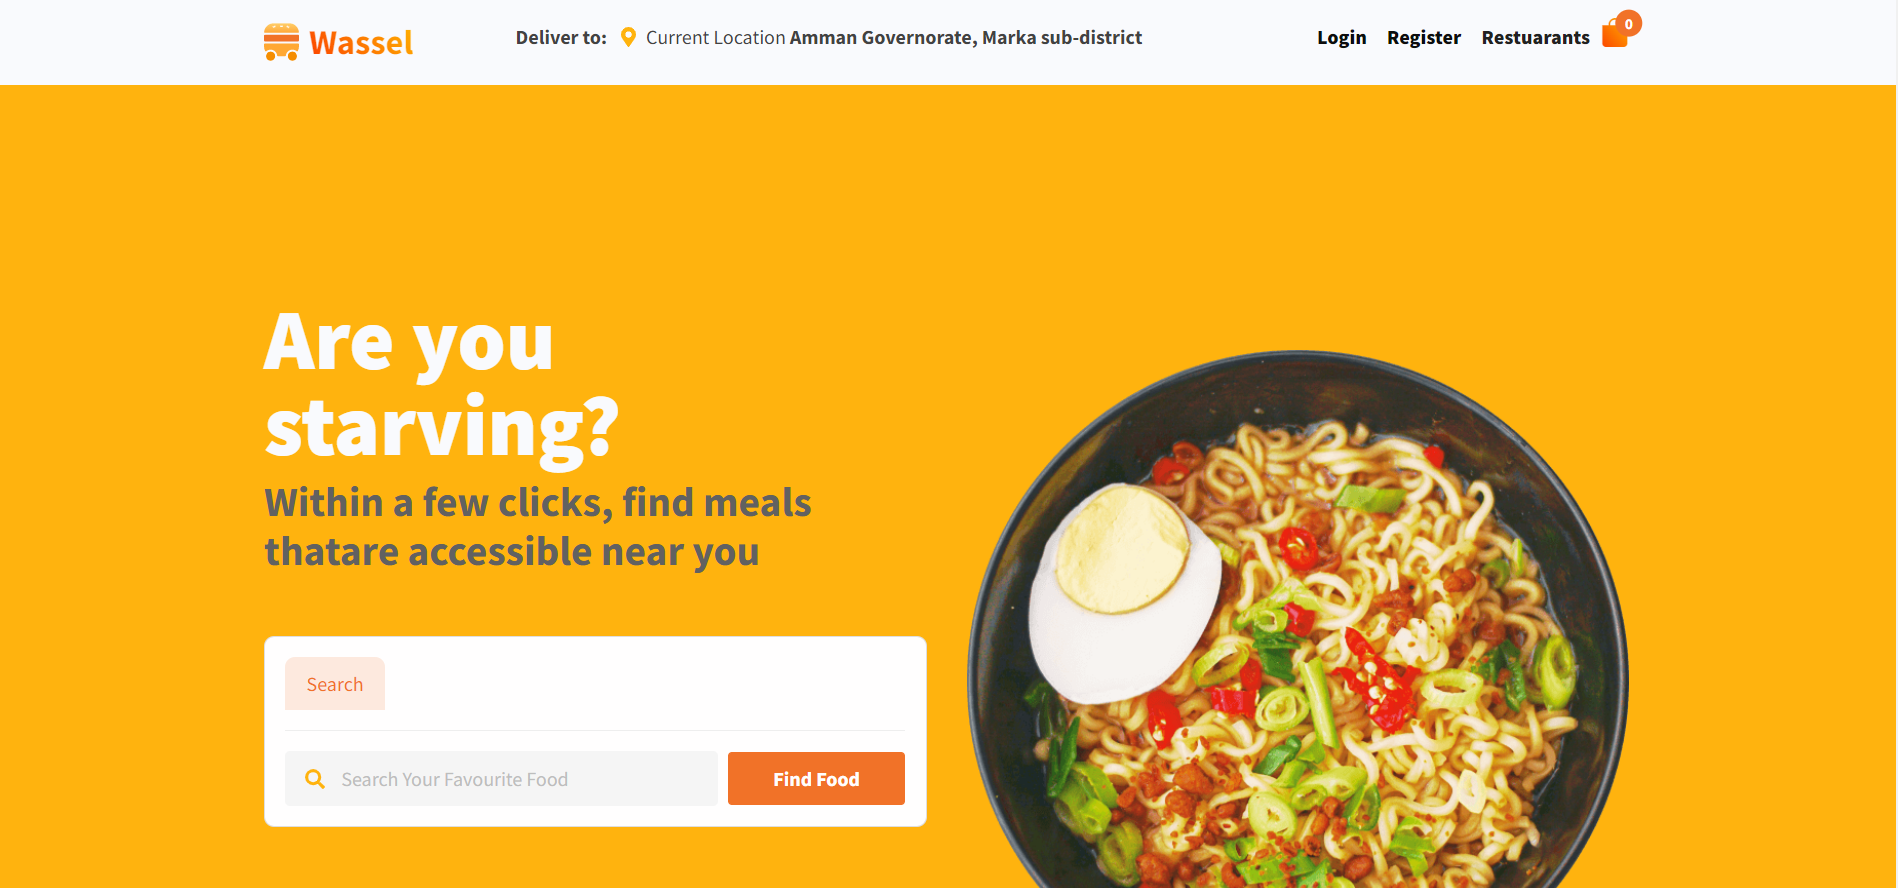 Wassel
Deliver to: Current Location Amman Governorate, Marka sub-district
Login Register Restuarants 0
Are you
starving?
Within a few clicks, find meals
thatare accessible near you
Search
Search Your Favourite Food
Find Food